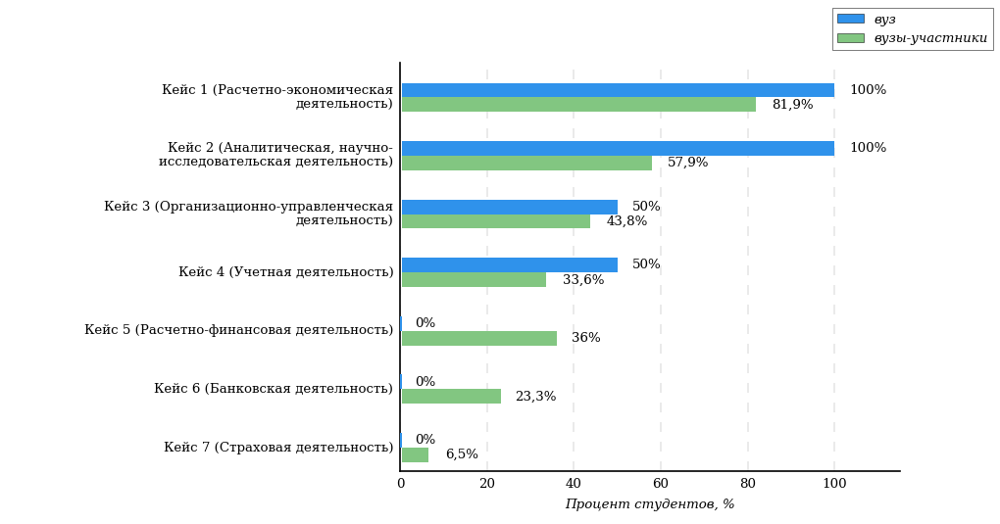 вуз
вузы-участники
Кейс 1 (Расчетно-экономическая
деятельность)
100%
81,9%
Кейс 2 (Аналитическая, научно-
исследовательская деятельность)
100%
57,9%
Кейс 3 (Организационно-управленческая
деятельность)
50%
43,8%
Кейс 4 (Учетная деятельность)
50%
33,6%
Кейс 5 (Расчетно-финансовая деятельность)
0%
36%
Кейс 6 (Банковская деятельность)
0%
23,3%
Кейс 7 (Страховая деятельность)
0%
6,5%
0 20 40 60 80 100
Процент студентов, %